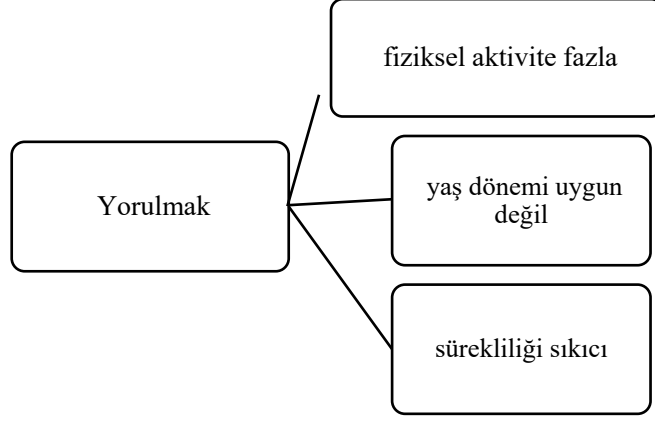 fiziksel aktivite fazla
Yorulmak
yaş dönemi uygun
değil
sürekliliği sıkıcı